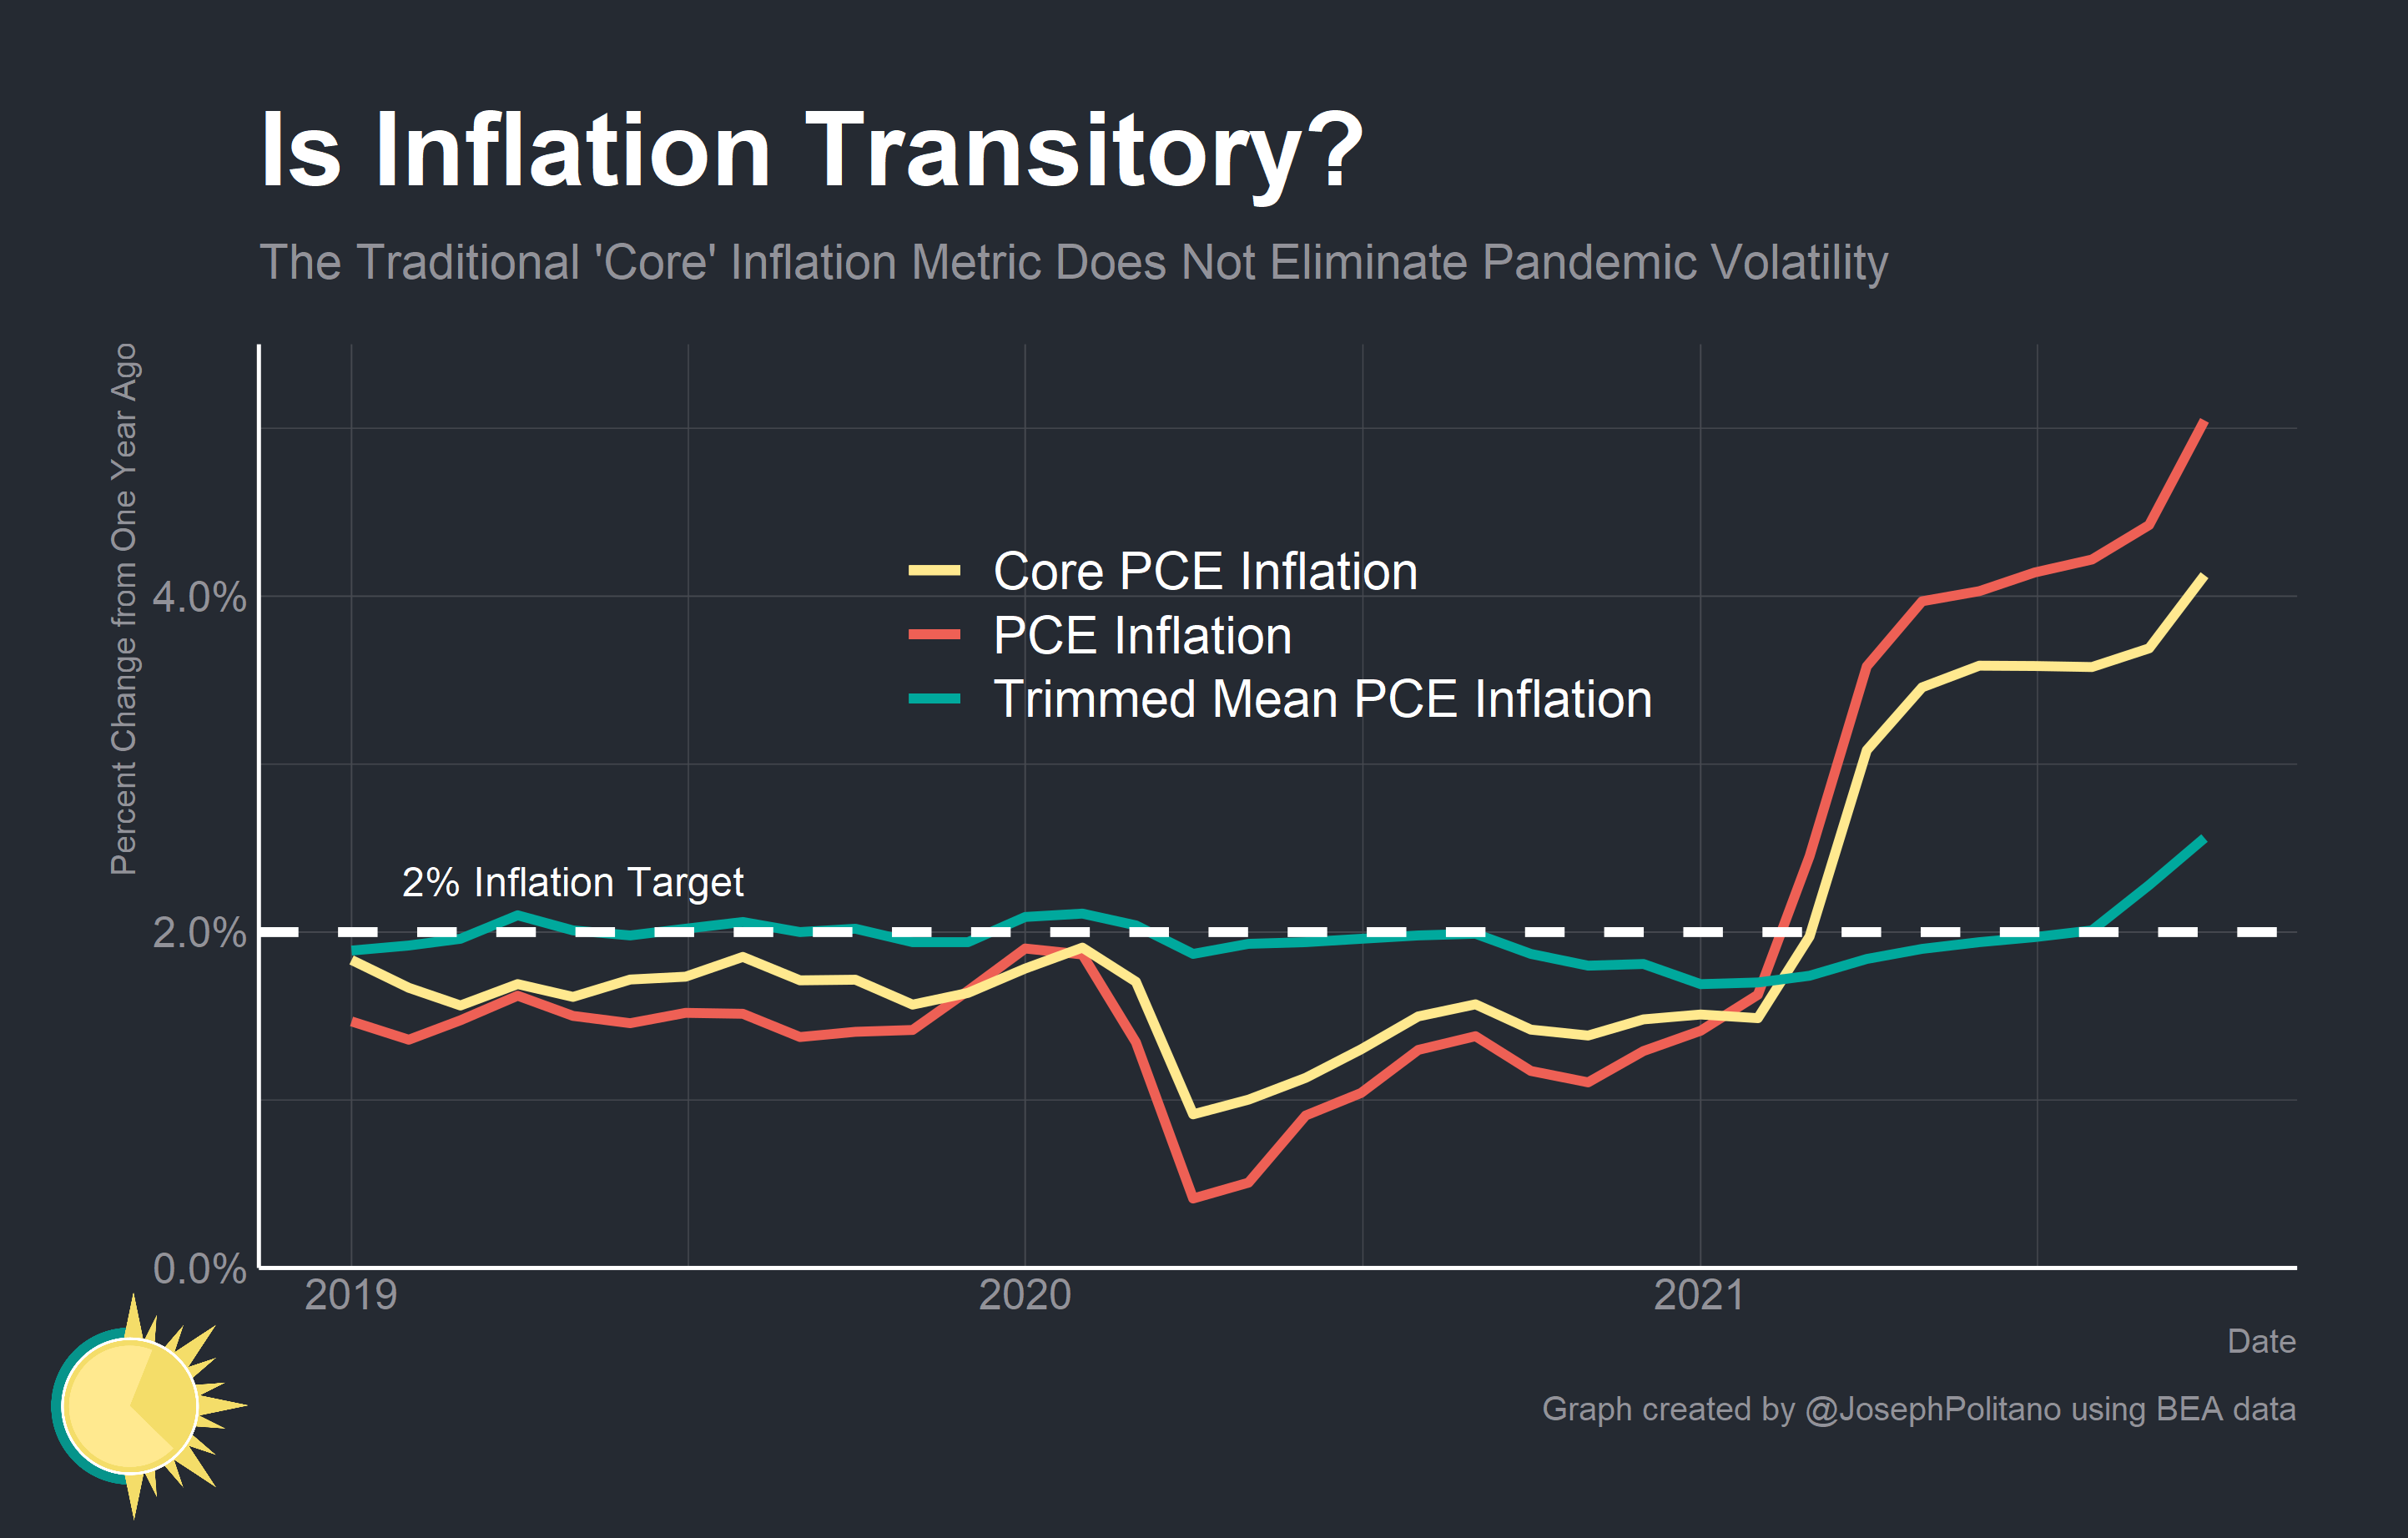 Is Inflation Transitory?
The Traditional 'Core' Inflation Metric Does Not Eliminate Pandemic Volatility
Percent Change from One Year Ago
4.0%
2.0%
0.0%
Core PCE Inflation
PCE Inflation
Trimmed Mean PCE Inflation
2% Inflation Target
2019
2020
2021
Date
Graph created by @JosephPolitano using BEA data